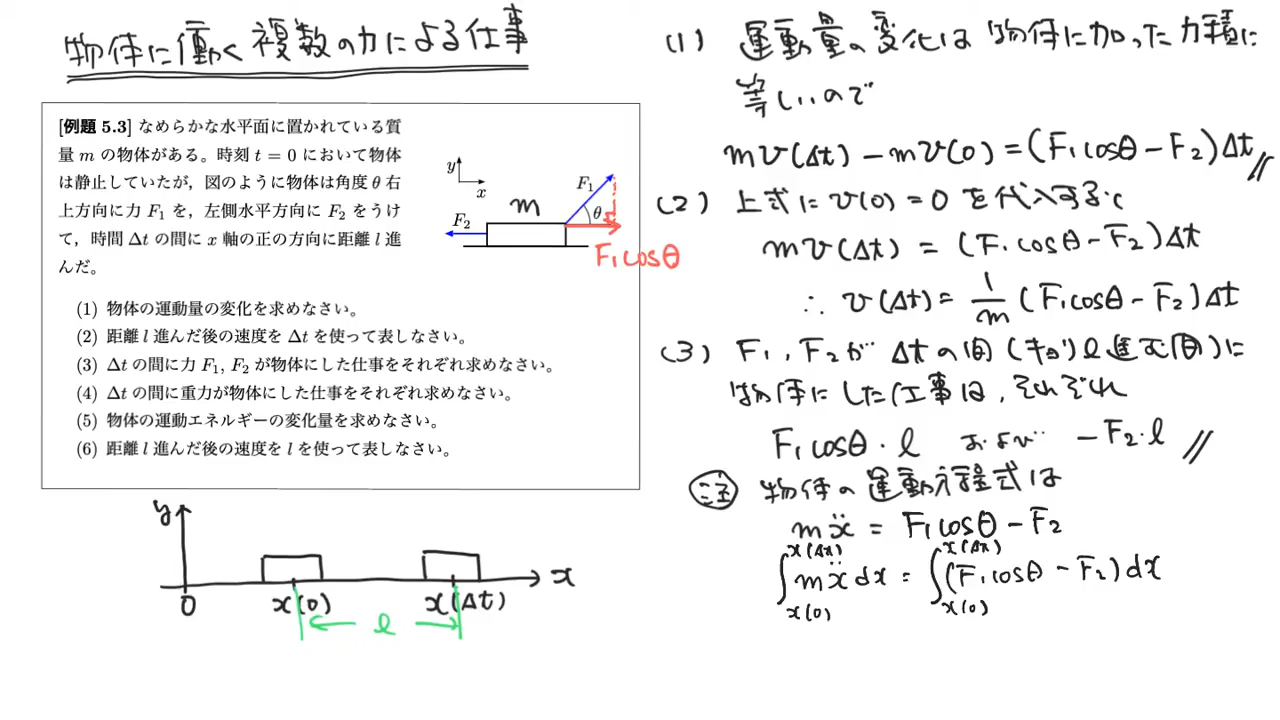 物体に働く複数の力による仕事
[例題 5.3] なめらかな水平面に置かれている質
量 m の物体がある。時刻 t = 0 において物体
は静止していたが，図のように物体は角度 θ 右
上方向に力 F₁ を，左側水平方向に F₂ をうけ
て，時間 Δt の間に x 軸の正の方向に距離 l 進
んだ。
y
x
F₁
m
θ
F₂
F₁cosθ
(1) 物体の運動量の変化を求めなさい。
(2) 距離 l 進んだ後の速度を Δt を使って表しなさい。
(3) Δt の間に力 F₁, F₂ が物体にした仕事をそれぞれ求めなさい。
(4) Δt の間に重力が物体にした仕事をそれぞれ求めなさい。
(5) 物体の運動エネルギーの変化量を求めなさい。
(6) 距離 l 進んだ後の速度を l を使って表しなさい。
y
x
0
x(0)
x(Δt)
l
(1) 運動量の変化は物体に加った力積に
等しいので
mv(Δt) − mv(0) = (F₁cosθ − F₂)Δt
(2) 上式に v(0) = 0 を代入すると
mv(Δt) = (F₁cosθ − F₂)Δt
∴ v(Δt) = 1/m (F₁cosθ − F₂)Δt
(3) F₁, F₂が Δtの間(キョリl進む間)に
物体にした仕事は，それぞれ
F₁cosθ・l および −F₂・l
注 物体の運動方程式は
mẍ = F₁cosθ − F₂
∫_{x(0)}^{x(Δt)} mẍdx = ∫_{x(0)}^{x(Δt)} (F₁cosθ − F₂)dx